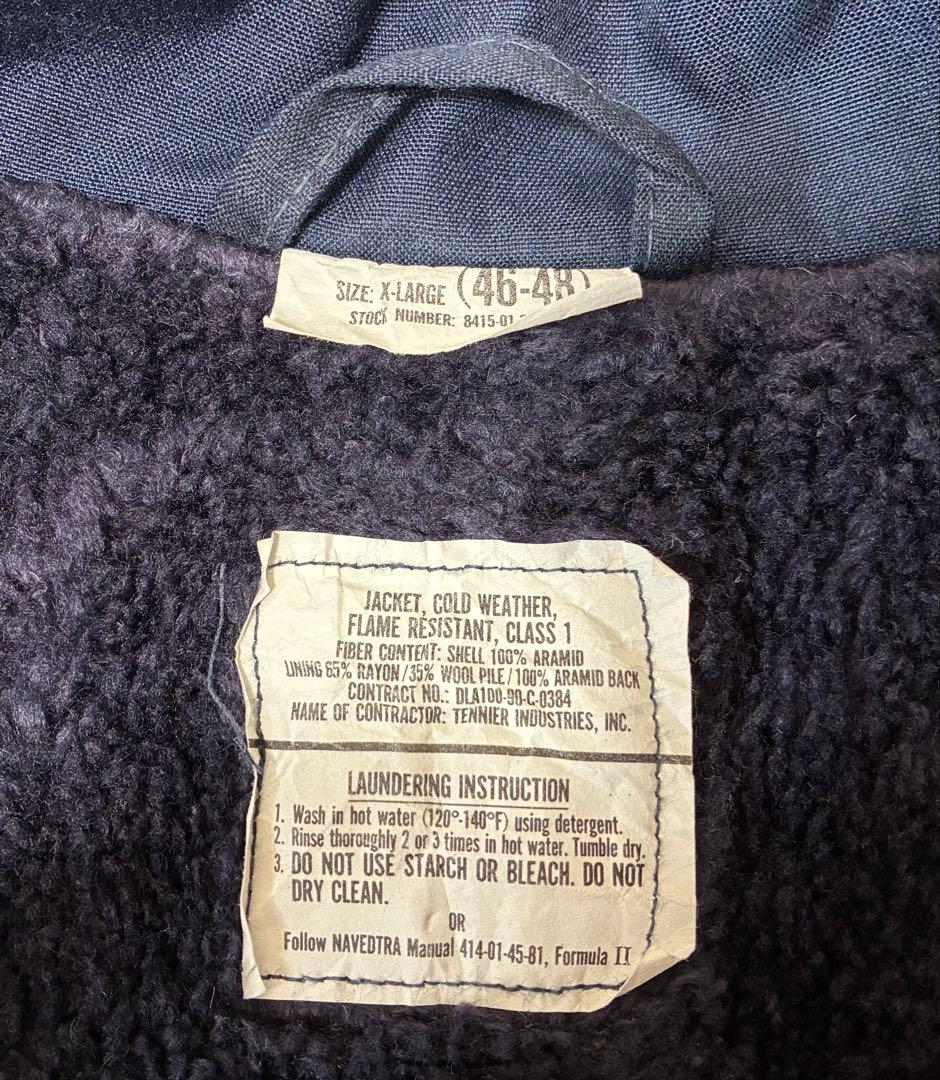 SIZE: X-LARGE (46-48)
STOCK NUMBER: 8415-01
JACKET, COLD WEATHER,
FLAME RESISTANT, CLASS 1
FIBER CONTENT: SHELL 100% ARAMID
LINING 65% RAYON/35% WOOL PILE/100% ARAMID BACK
CONTRACT NO.: DLA100-90-C-0384
NAME OF CONTRACTOR: TENNIER INDUSTRIES, INC.
LAUNDERING INSTRUCTION
1. Wash in hot water (120°-140°F) using detergent.
2. Rinse thoroughly 2 or 3 times in hot water. Tumble dry.
3. DO NOT USE STARCH OR BLEACH. DO NOT
DRY CLEAN.
OR
Follow NAVEDTRA Manual 414-01-45-81, Formula II